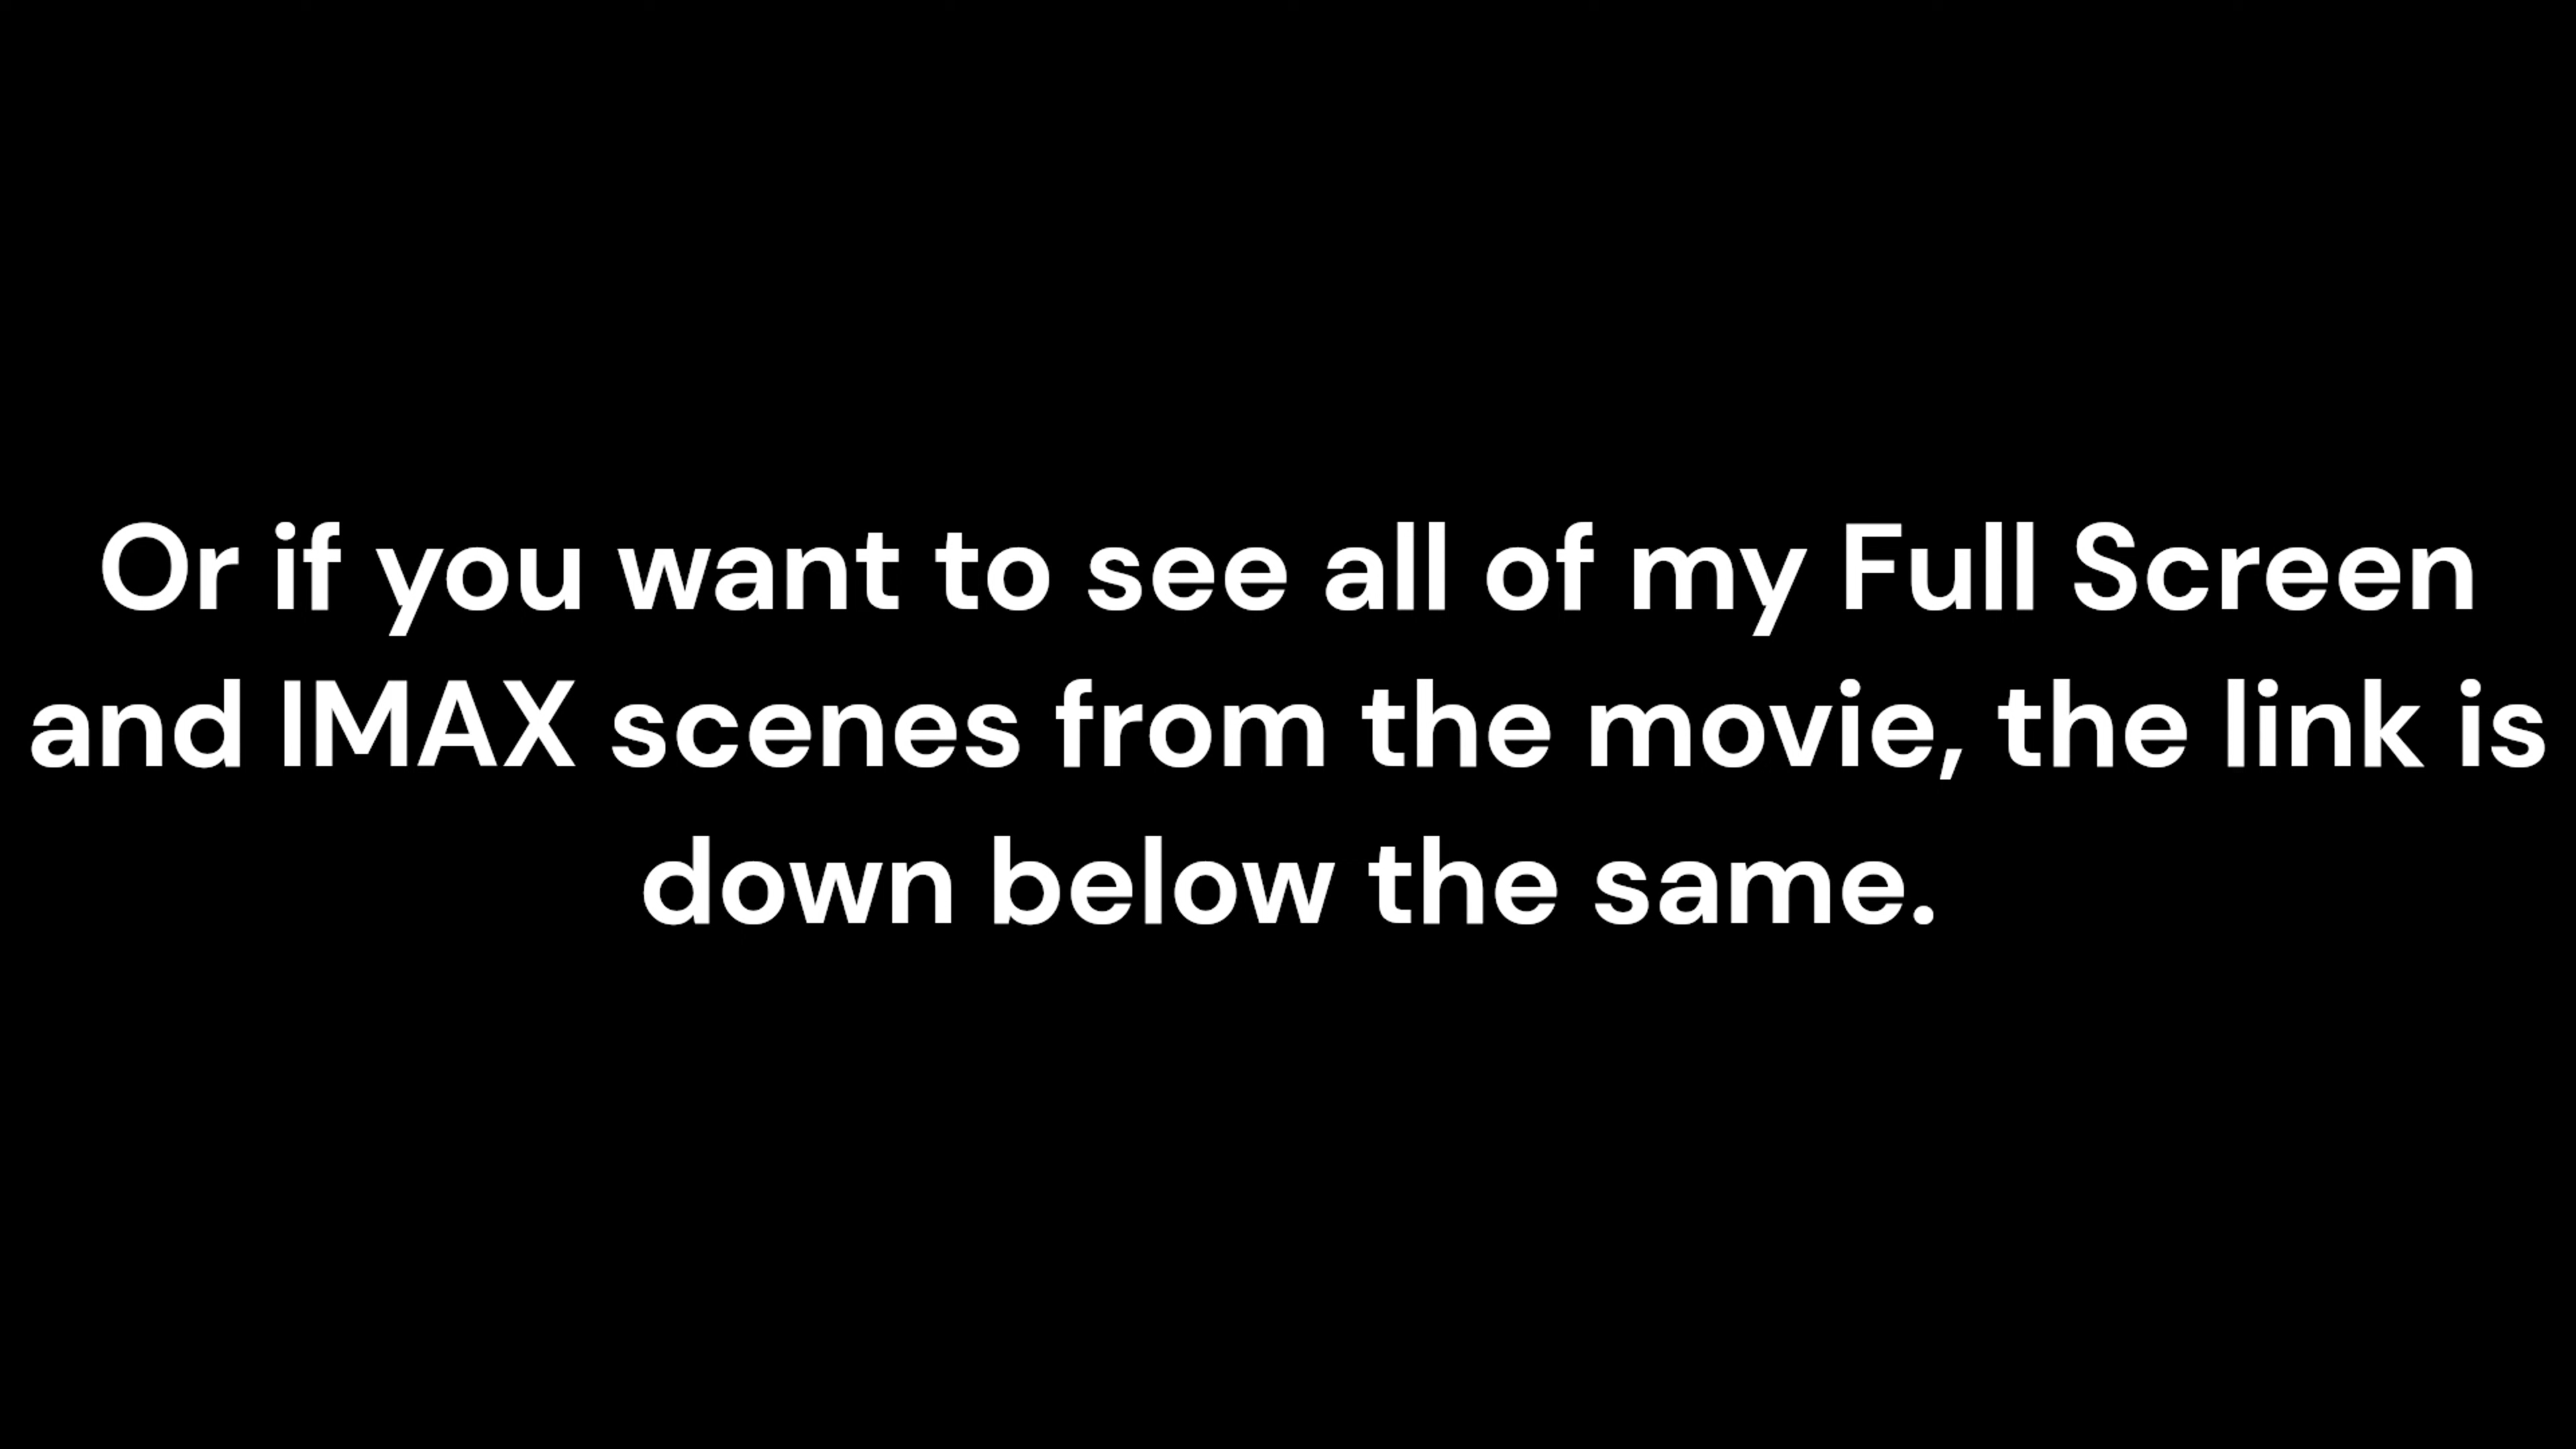 Or if you want to see all of my Full Screen
and IMAX scenes from the movie, the link is
down below the same.